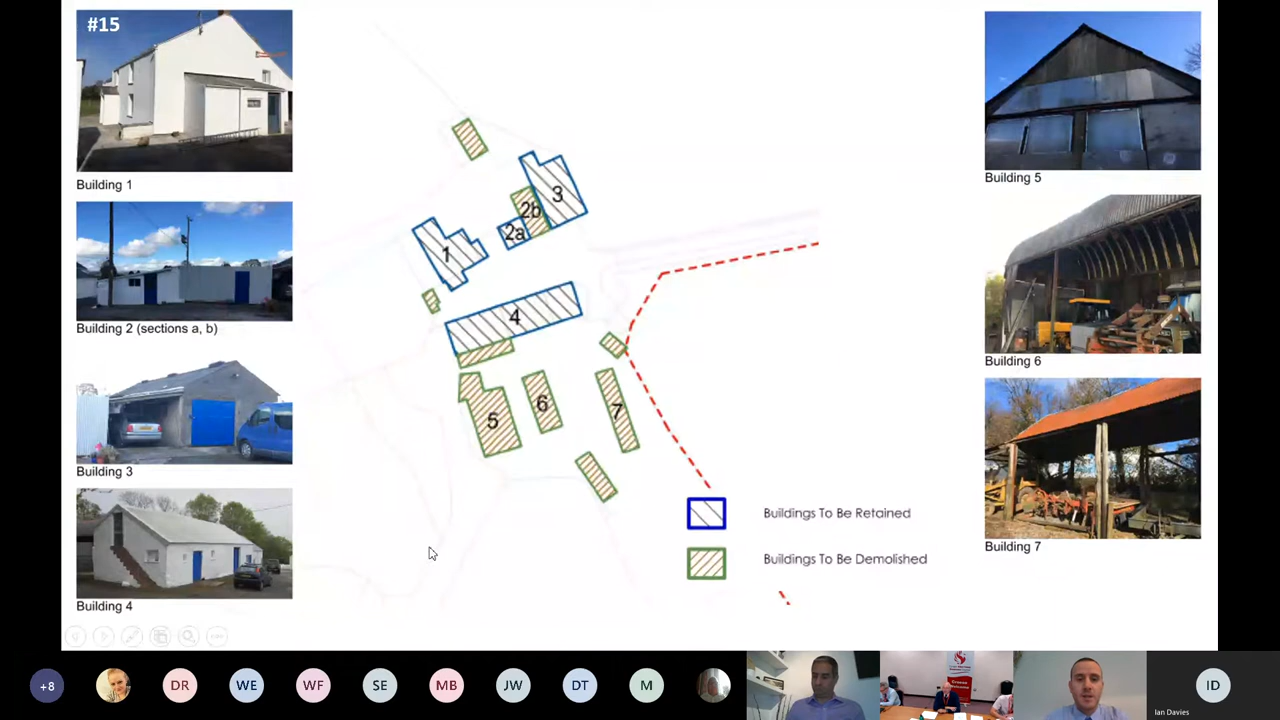 #15
Building 1
Building 2 (sections a, b)
Building 3
Building 4
3
2b
2a
1
4
5
6
7
Buildings To Be Retained
Buildings To Be Demolished
Building 5
Building 6
Building 7
+8
DR
WE
WF
SE
MB
JW
DT
M
ID
Ian Davies